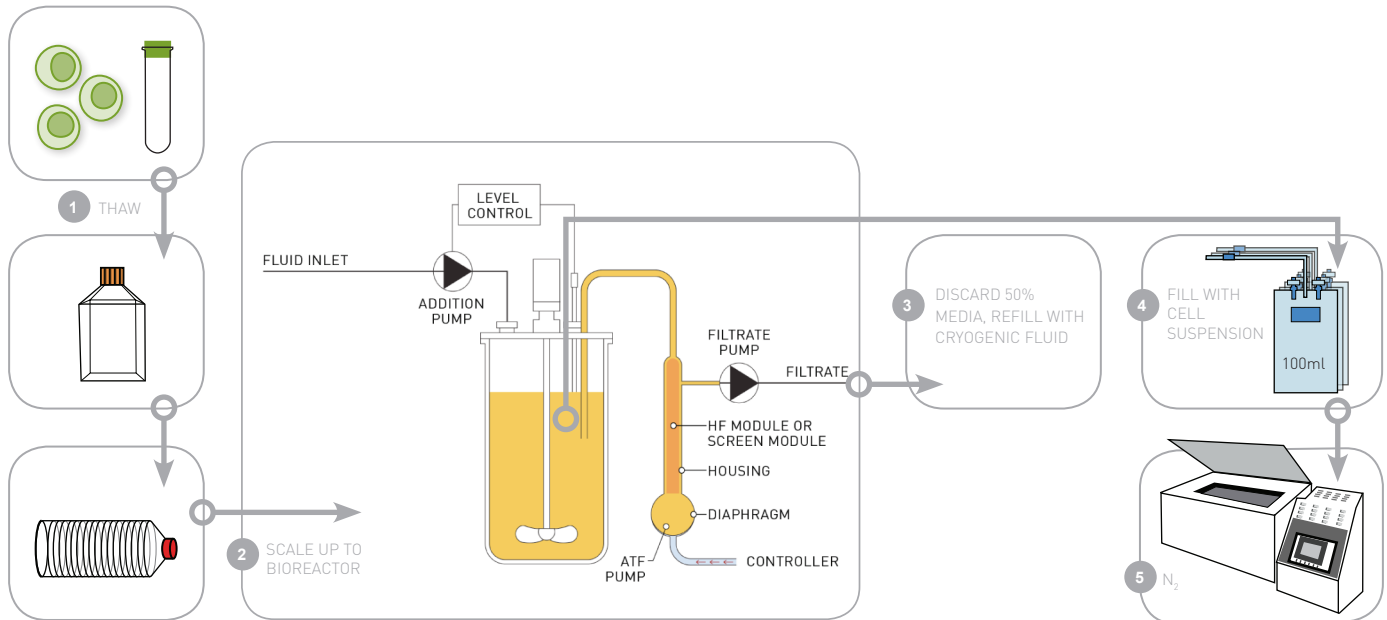 1 THAW
2 SCALE UP TO
BIOREACTOR
LEVEL
CONTROL
FLUID INLET
ADDITION
PUMP
FILTRATE
PUMP
FILTRATE
HF MODULE OR
SCREEN MODULE
HOUSING
DIAPHRAGM
ATF
PUMP
CONTROLLER
3 DISCARD 50%
MEDIA, REFILL WITH
CRYOGENIC FLUID
4 FILL WITH
CELL
SUSPENSION
100ml
5 N₂